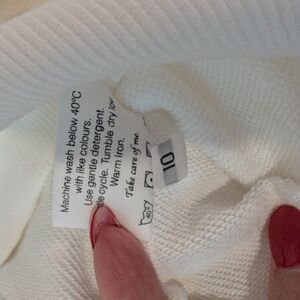 Machine wash below 40°C
with like colours.
Use gentle detergent.
cycle. Tumble dry low
Warm iron.
Take care of me.
10